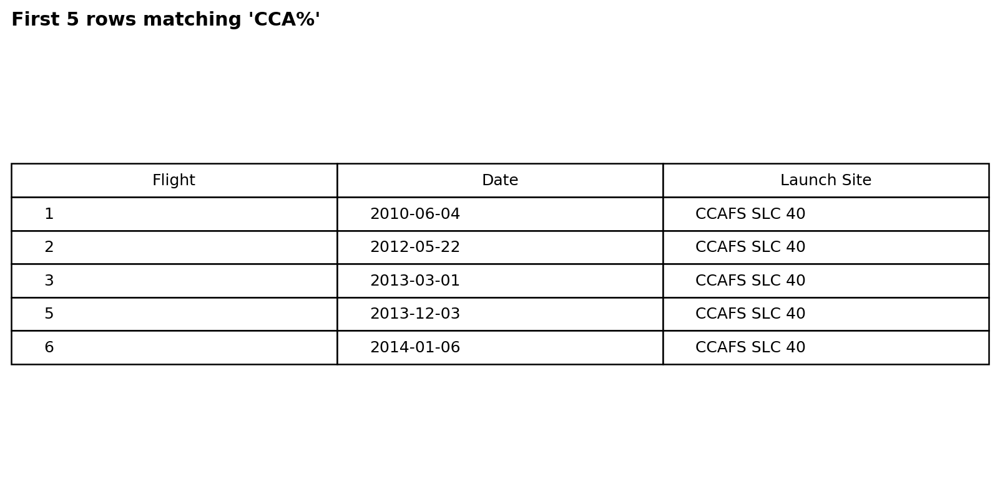 First 5 rows matching 'CCA%'
Flight Date Launch Site
1 2010-06-04 CCAFS SLC 40
2 2012-05-22 CCAFS SLC 40
3 2013-03-01 CCAFS SLC 40
5 2013-12-03 CCAFS SLC 40
6 2014-01-06 CCAFS SLC 40